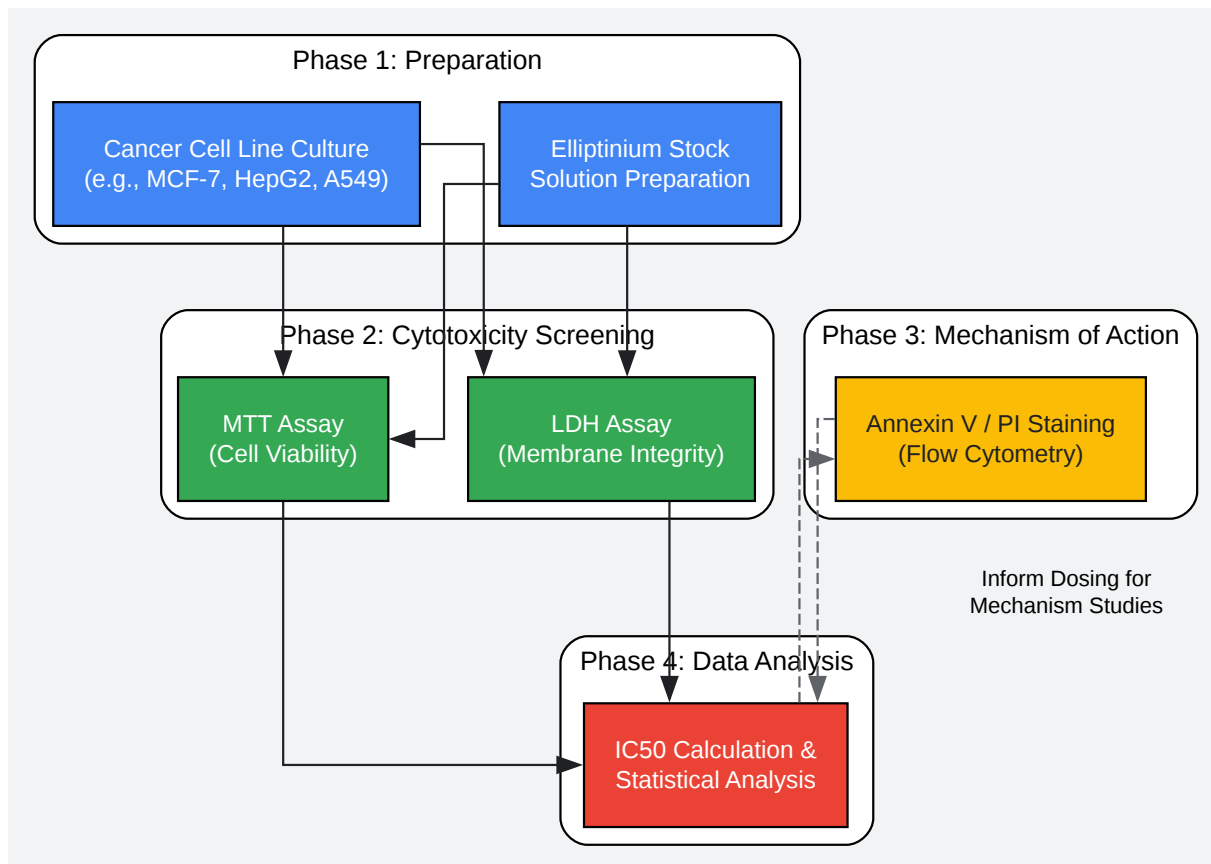 Phase 1: Preparation
Cancer Cell Line Culture
(e.g., MCF-7, HepG2, A549)
Elliptinium Stock
Solution Preparation
Phase 2: Cytotoxicity Screening
MTT Assay
(Cell Viability)
LDH Assay
(Membrane Integrity)
Phase 3: Mechanism of Action
Annexin V / PI Staining
(Flow Cytometry)
Inform Dosing for
Mechanism Studies
Phase 4: Data Analysis
IC50 Calculation &
Statistical Analysis